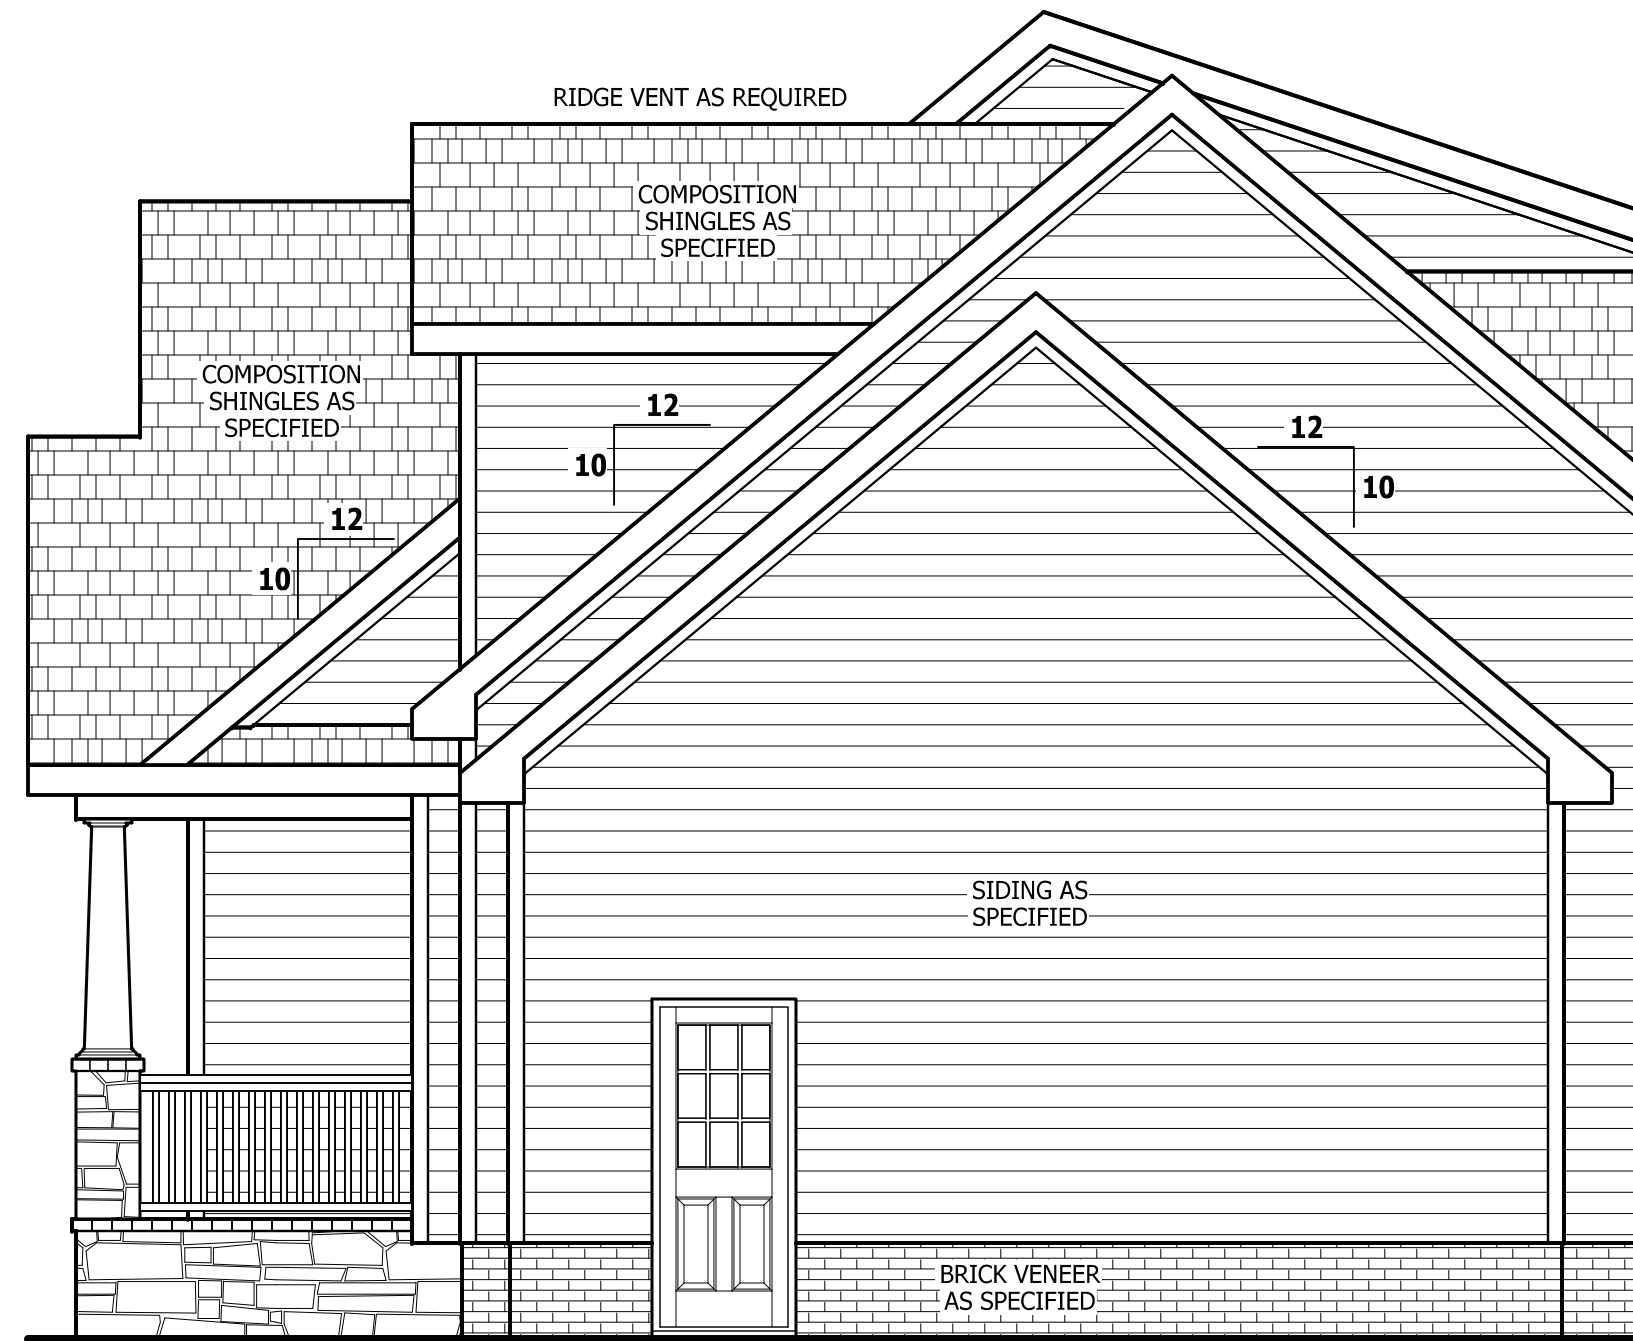 RIDGE VENT AS REQUIRED
COMPOSITION
SHINGLES AS
SPECIFIED
COMPOSITION
SHINGLES AS
SPECIFIED
12
10
12
10
12
10
SIDING AS
SPECIFIED
BRICK VENEER
AS SPECIFIED